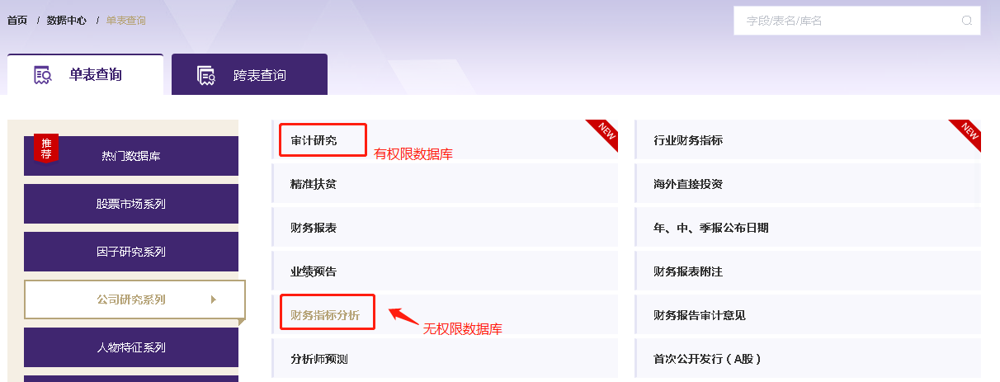 首页 / 数据中心 / 单表查询
字段/表名/库名
单表查询
跨表查询
推荐
热门数据库
股票市场系列
因子研究系列
公司研究系列
人物特征系列
审计研究
有权限数据库
NEW
行业财务指标
NEW
精准扶贫
海外直接投资
财务报表
年、中、季报公布日期
业绩预告
财务报表附注
财务指标分析
无权限数据库
财务报告审计意见
分析师预测
首次公开发行（A股）